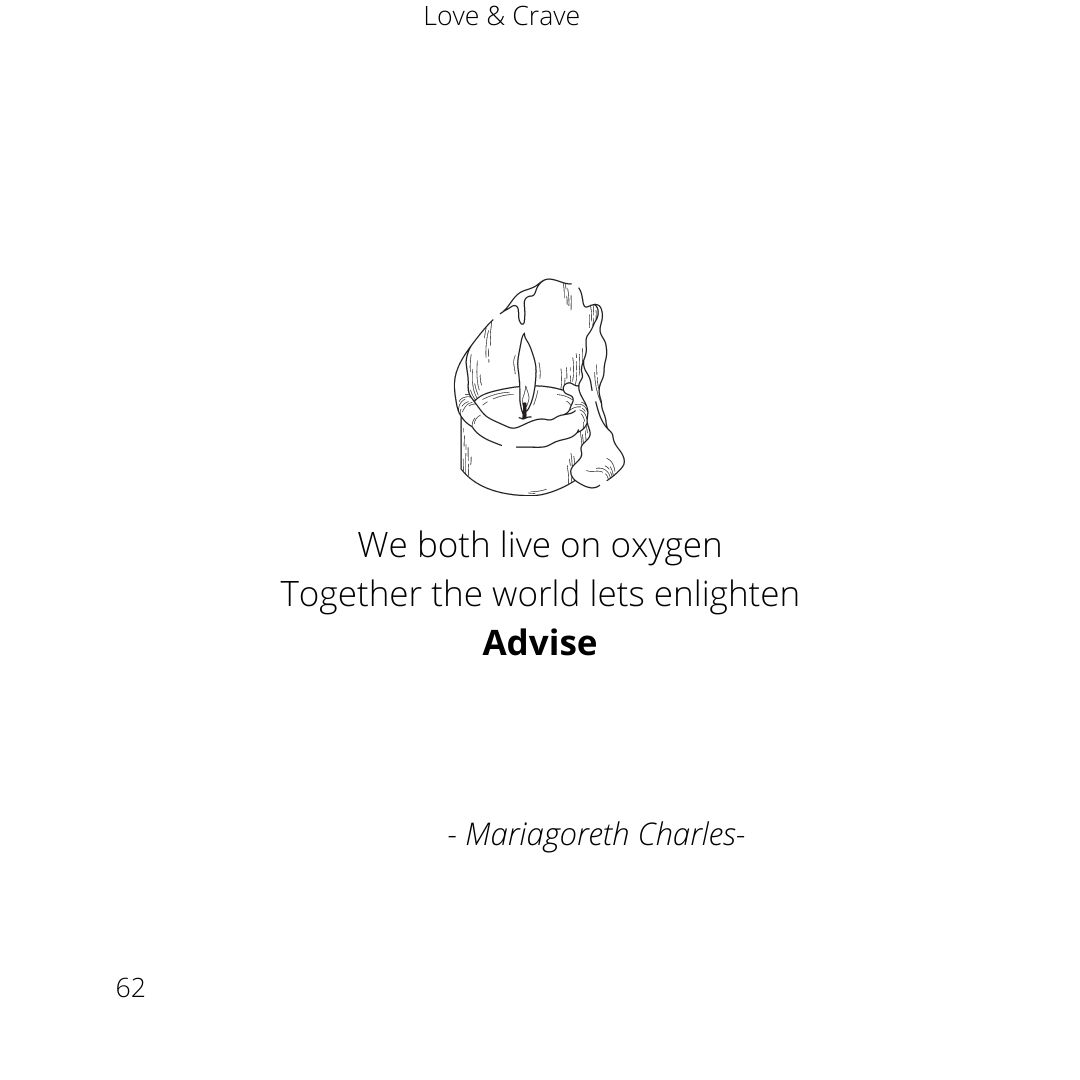 Love & Crave
We both live on oxygen
Together the world lets enlighten
Advise
- Mariagoreth Charles-
62